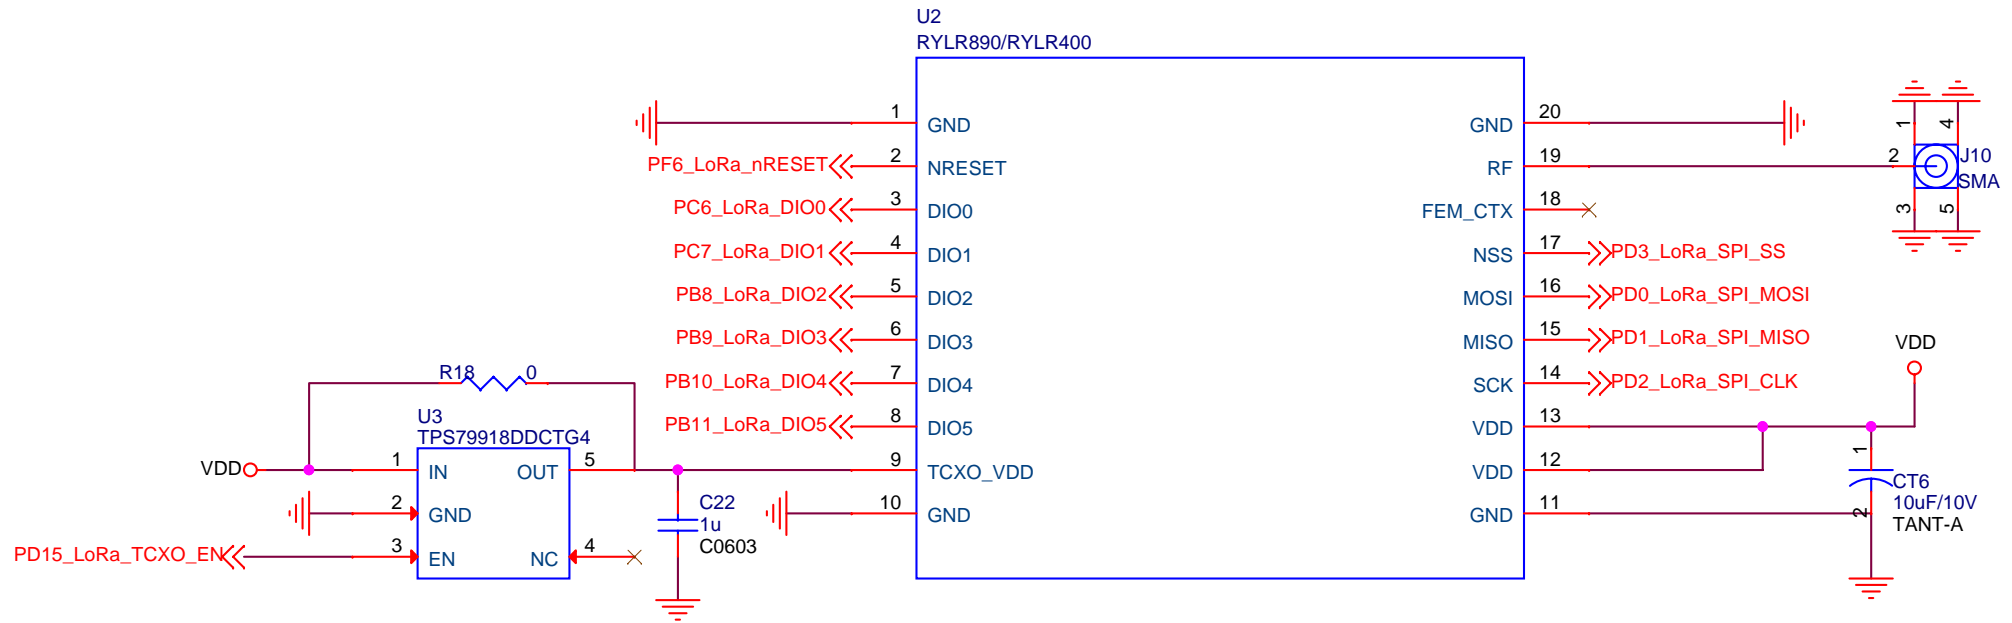 U2
RYLR890/RYLR400
1 GND
GND 20
PF6_LoRa_nRESET 2 NRESET
RF 19
PC6_LoRa_DIO0 3 DIO0
FEM_CTX 18
PC7_LoRa_DIO1 4 DIO1
NSS 17 PD3_LoRa_SPI_SS
PB8_LoRa_DIO2 5 DIO2
MOSI 16 PD0_LoRa_SPI_MOSI
PB9_LoRa_DIO3 6 DIO3
MISO 15 PD1_LoRa_SPI_MISO
PB10_LoRa_DIO4 7 DIO4
SCK 14 PD2_LoRa_SPI_CLK
PB11_LoRa_DIO5 8 DIO5
VDD 13
9 TCXO_VDD
VDD 12
10 GND
GND 11
1 4
2 J10
SMA
3 5
VDD
1
CT6
10uF/10V
2
TANT-A
R18 0
U3
TPS79918DDCTG4
VDD 1 IN OUT 5
2 GND
PD15_LoRa_TCXO_EN 3 EN NC 4
C22
1u
C0603